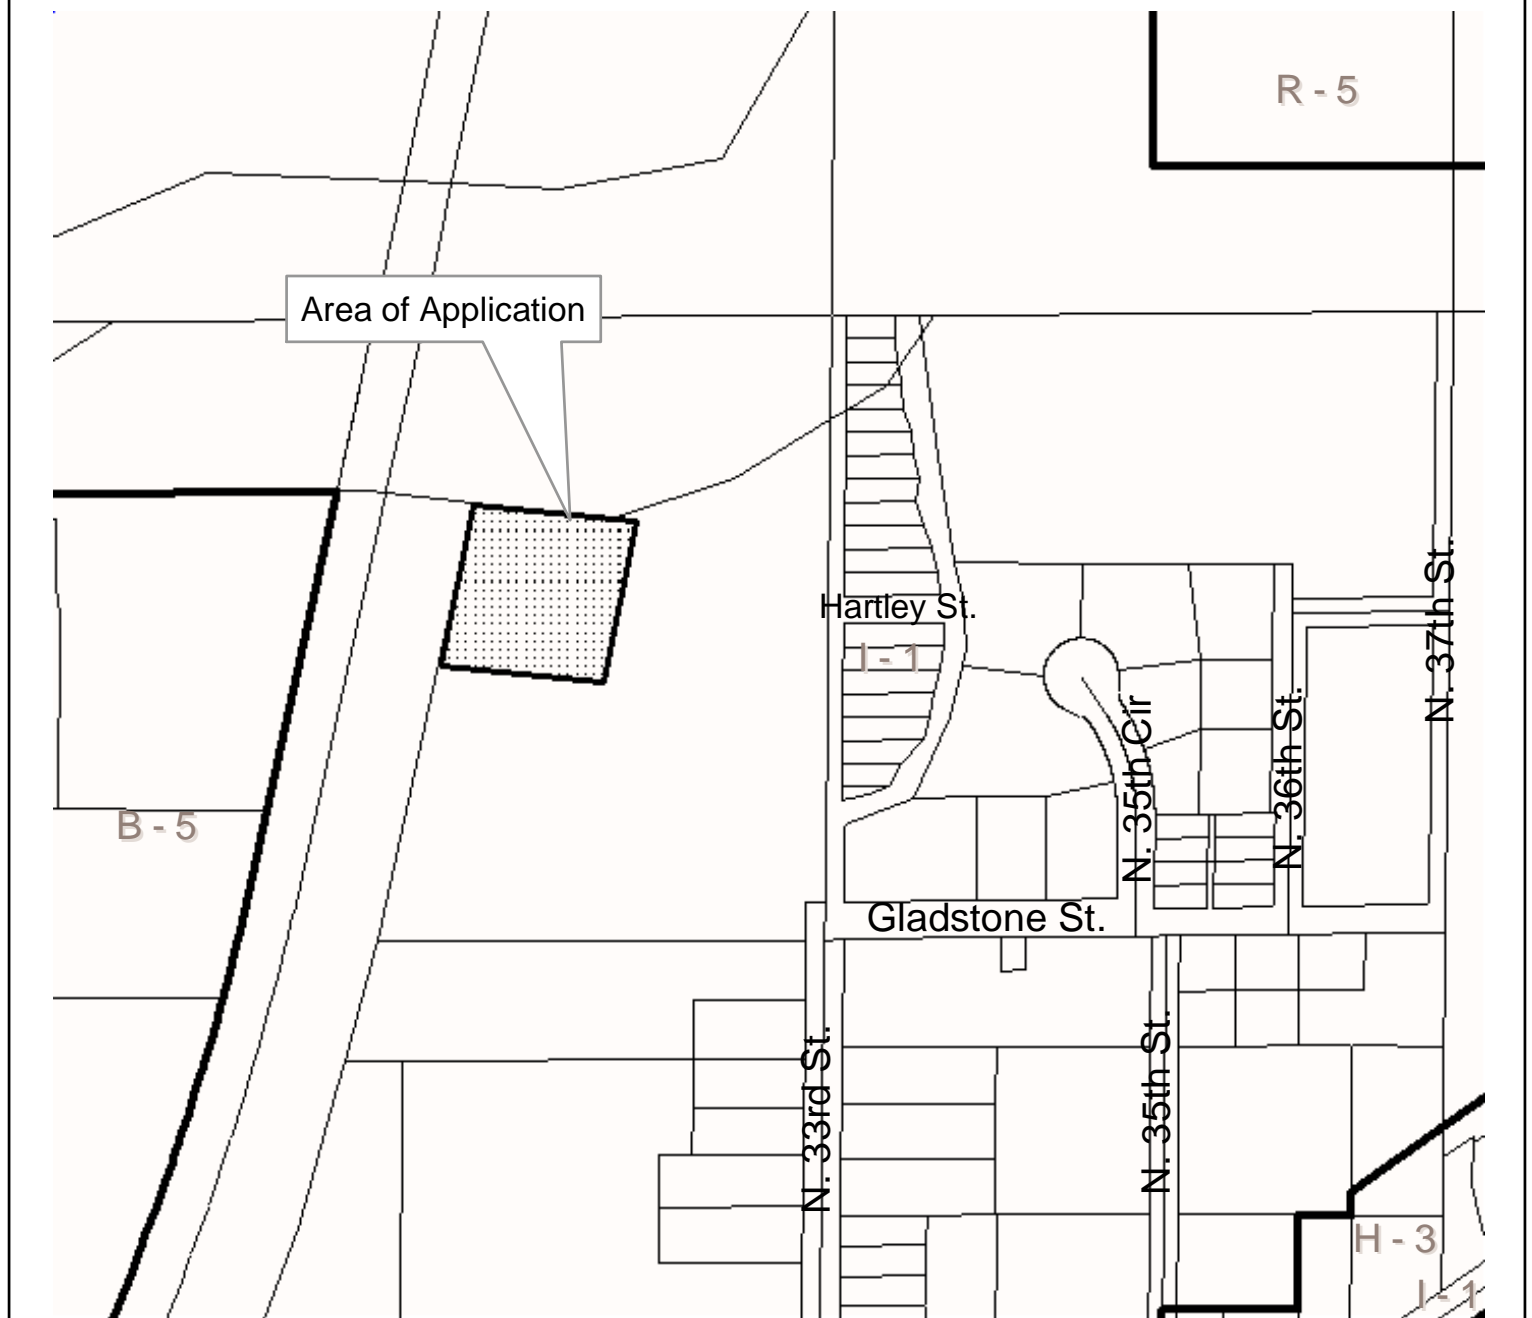 R - 5
Area of Application
N. 37th St.
Hartley St.
I - 1
N. 35th Cir
N. 36th St.
B - 5
Gladstone St.
N. 33rd St.
N. 35th St.
H - 3
I - 1